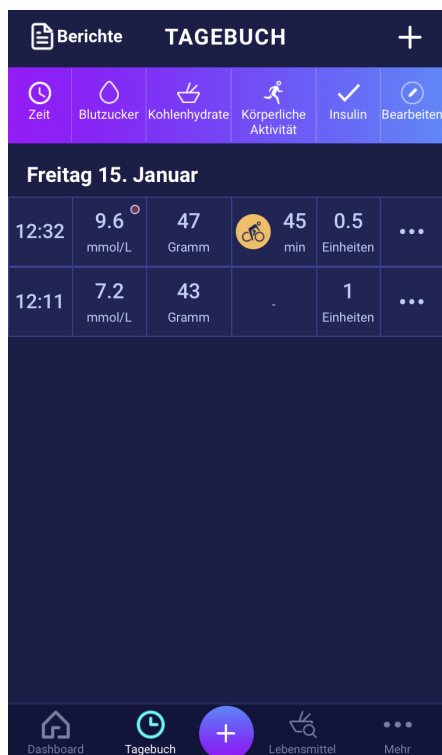 Berichte TAGEBUCH +
Zeit Blutzucker Kohlenhydrate Körperliche Aktivität Insulin Bearbeiten
Freitag 15. Januar
12:32 9.6 mmol/L 47 Gramm 45 min 0.5 Einheiten
12:11 7.2 mmol/L 43 Gramm - 1 Einheiten
Dashboard Tagebuch + Lebensmittel Mehr